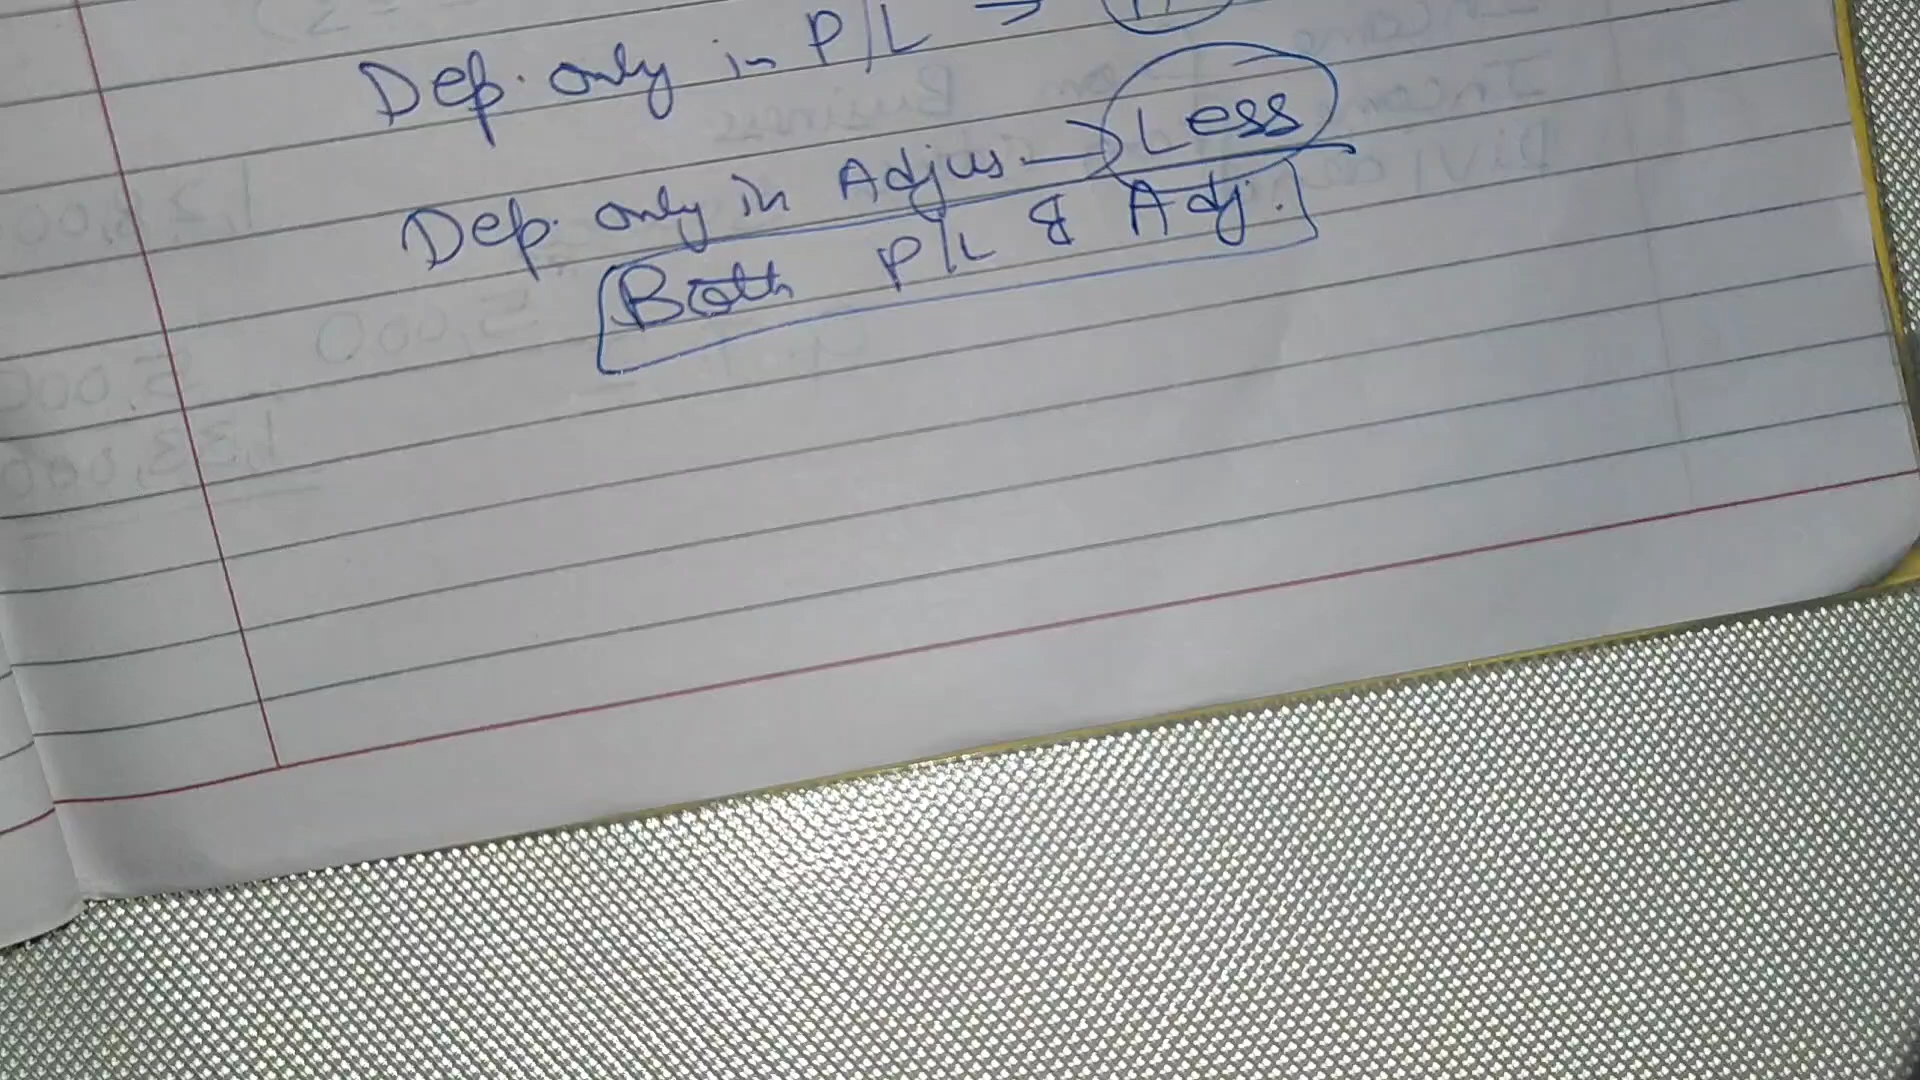 Dep. only in P/L →
Dep. only in Adjus. → Less
Both P/L & Adj.